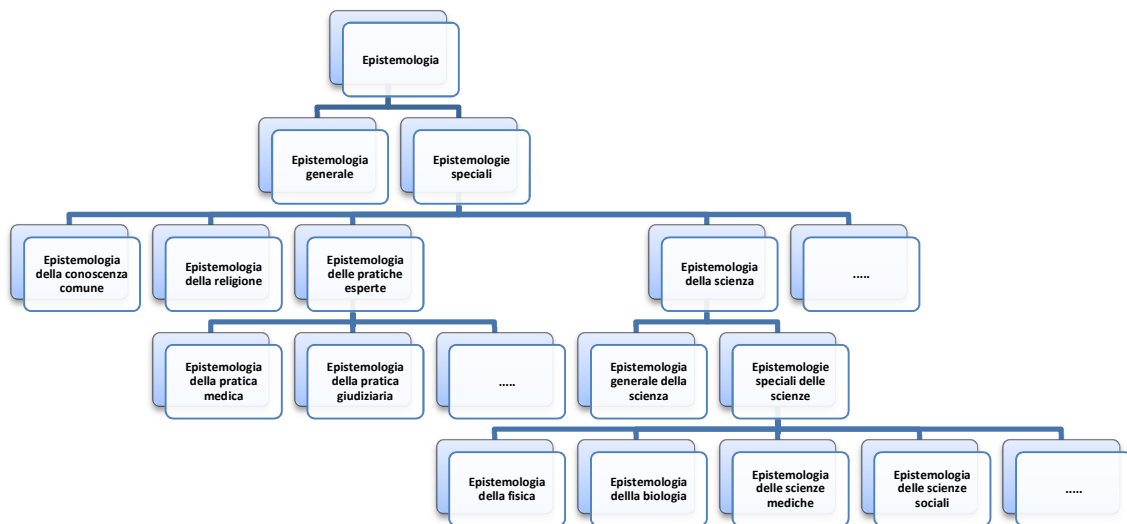 Epistemologia
Epistemologia
generale
Epistemologie
speciali
Epistemologia
della conoscenza
comune
Epistemologia
della religione
Epistemologia
delle pratiche
esperte
Epistemologia
della scienza
.....
Epistemologia
della pratica
medica
Epistemologia
della pratica
giudiziaria
.....
Epistemologia
generale della
scienza
Epistemologie
speciali delle
scienze
Epistemologia
della fisica
Epistemologia
dellla biologia
Epistemologia
delle scienze
mediche
Epistemologia
delle scienze
sociali
.....